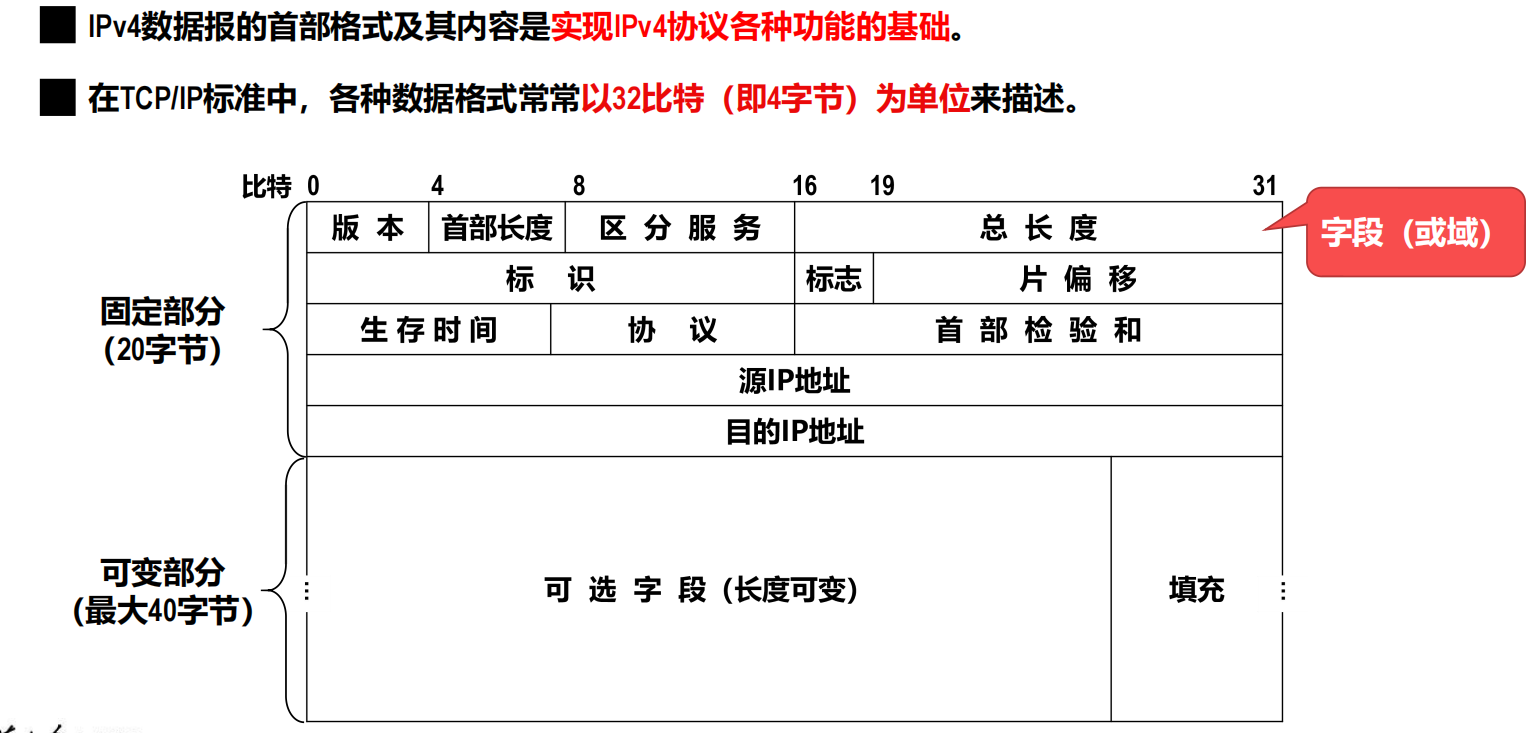 IPv4数据报的首部格式及其内容是实现IPv4协议各种功能的基础。
在TCP/IP标准中，各种数据格式常常以32比特（即4字节）为单位来描述。
比特 0 4 8 16 19 31
版 本 首部长度 区 分 服 务 总 长 度
字段（或域）
标 识 标志 片 偏 移
固定部分
（20字节）
生 存 时 间 协 议 首 部 检 验 和
源IP地址
目的IP地址
可变部分
（最大40字节）
可 选 字 段（长度可变） 填充